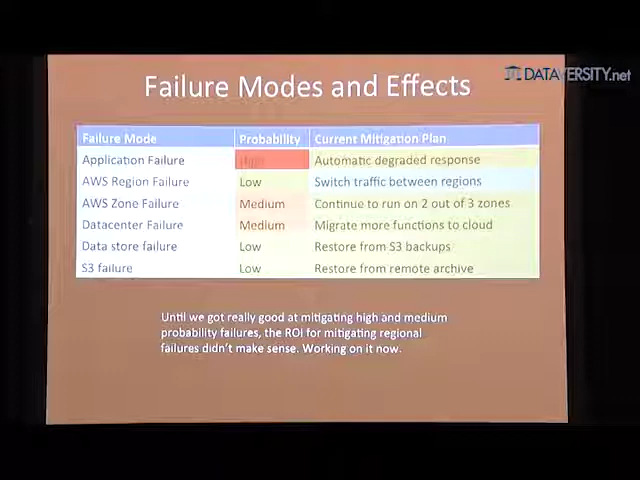 DATAVERSITY.net
Failure Modes and Effects
Failure Mode Probability Current Mitigation Plan
Application Failure High Automatic degraded response
AWS Region Failure Low Switch traffic between regions
AWS Zone Failure Medium Continue to run on 2 out of 3 zones
Datacenter Failure Medium Migrate more functions to cloud
Data store failure Low Restore from S3 backups
S3 failure Low Restore from remote archive
Until we got really good at mitigating high and medium
probability failures, the ROI for mitigating regional
failures didn't make sense. Working on it now.